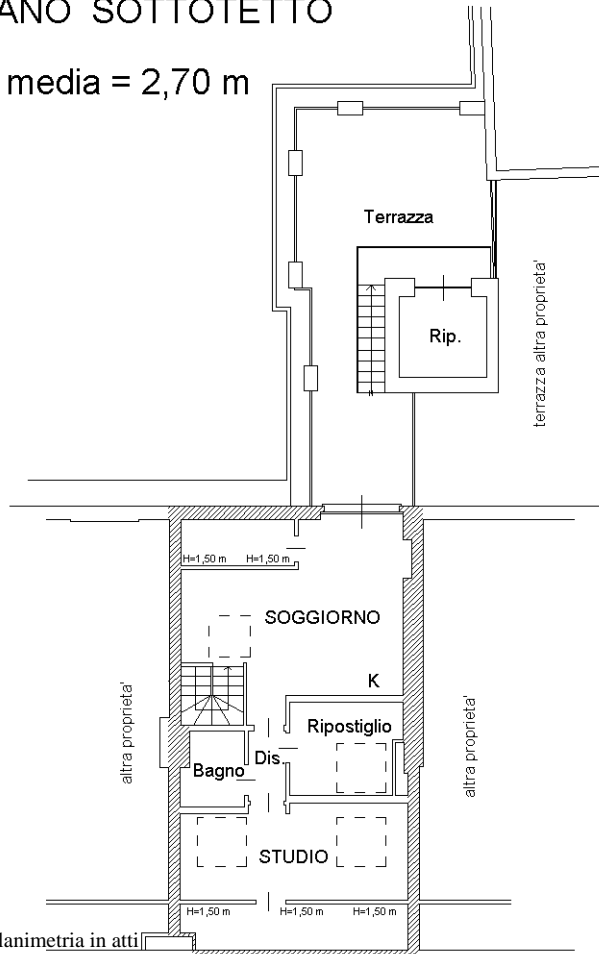 ANO SOTTOTETTO
media = 2,70 m
Terrazza
Rip.
terrazza altra proprieta'
H=1,50 m H=1,50 m
SOGGIORNO
K
altra proprieta'
Ripostiglio
altra proprieta'
Dis.
Bagno
STUDIO
H=1,50 m H=1,50 m H=1,50 m
lanimetria in atti